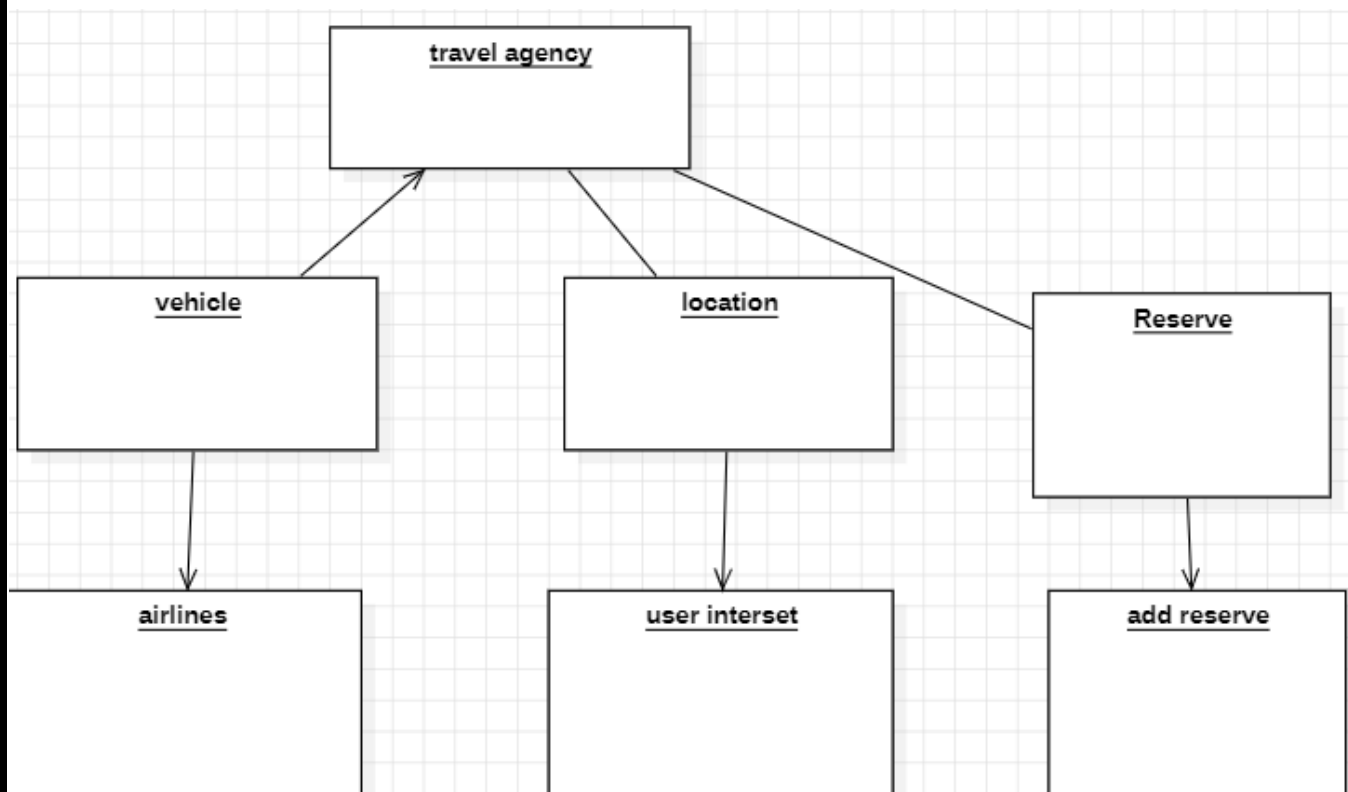 travel agency
vehicle
location
Reserve
airlines
user interset
add reserve